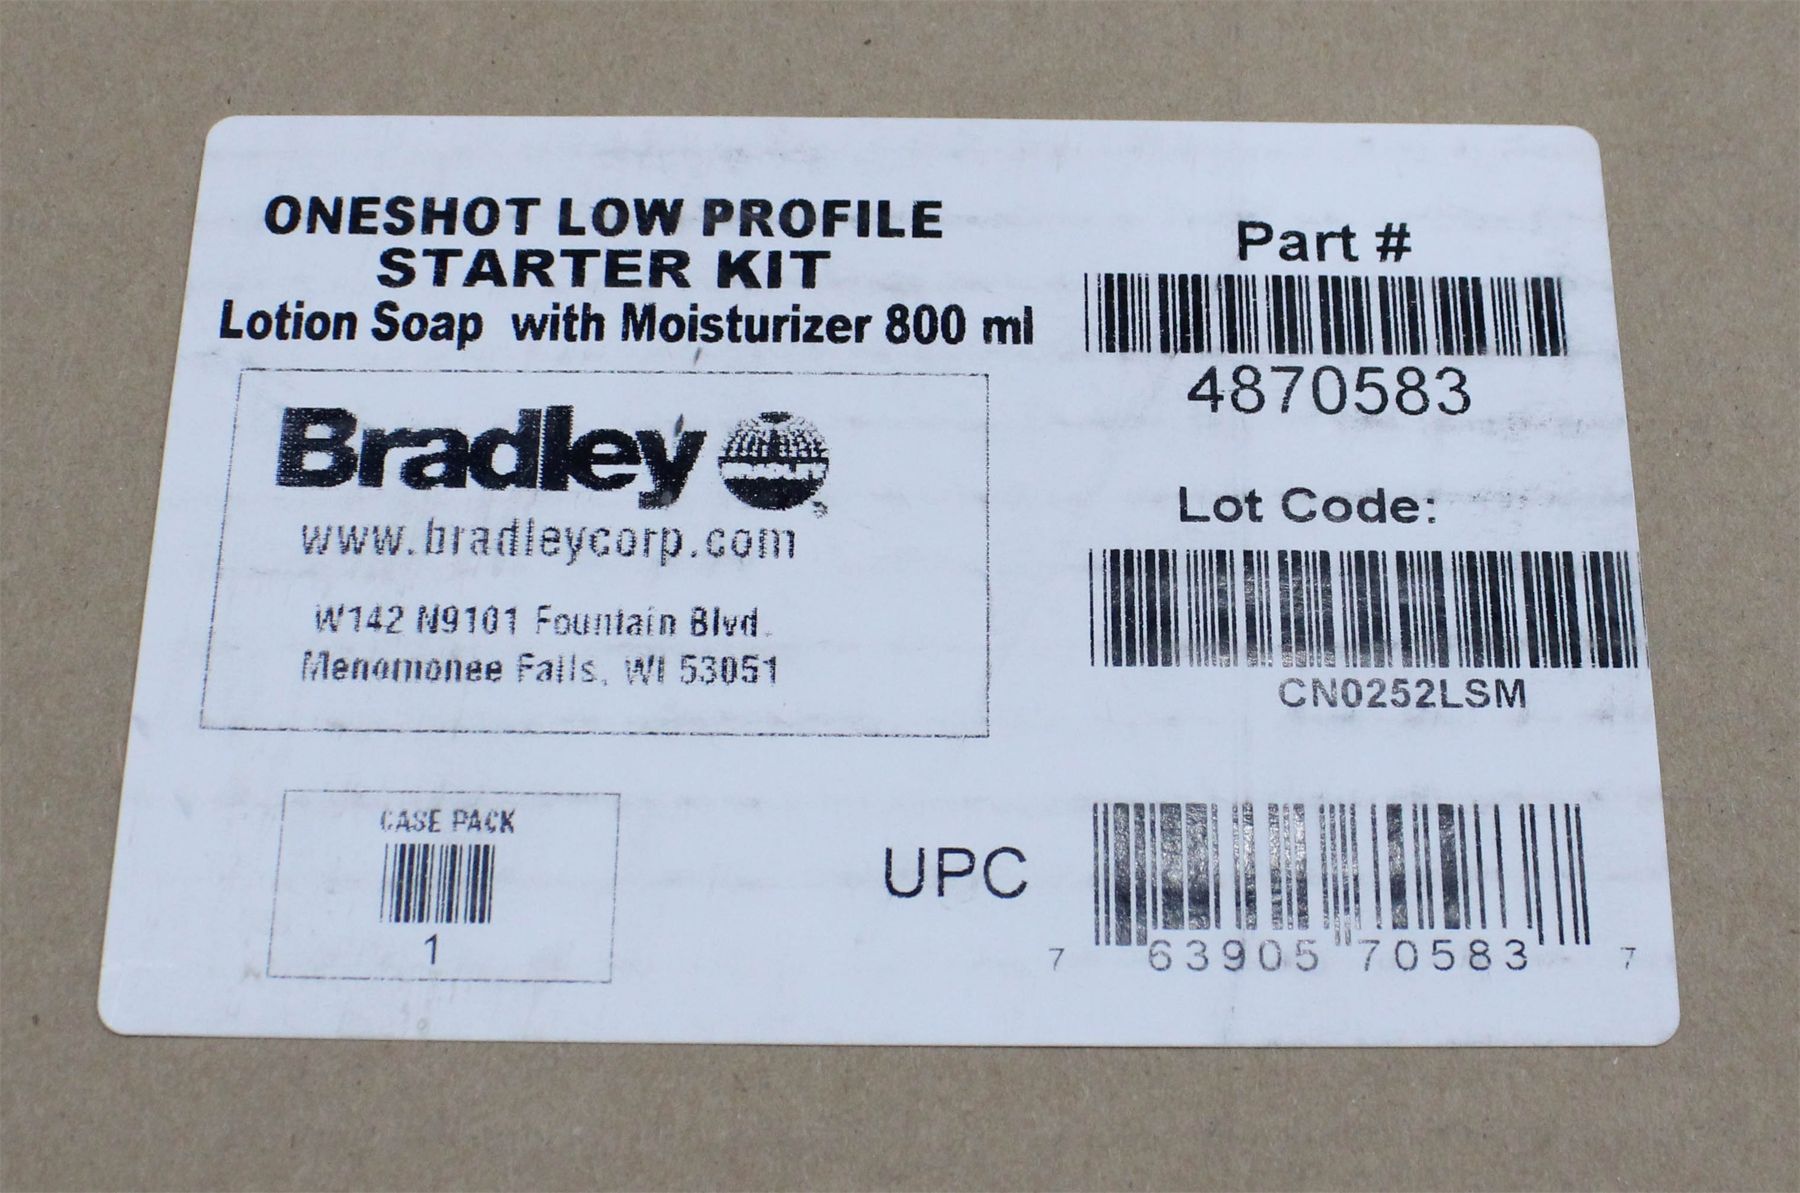 ONESHOT LOW PROFILE
STARTER KIT
Lotion Soap with Moisturizer 800 ml
Bradley
www.bradleycorp.com
W142 N9101 Fountain Blvd.
Menomonee Falls, WI 53051
CASE PACK
1
Part #
4870583
Lot Code:
CN0252LSM
UPC
7 63905 70583 7